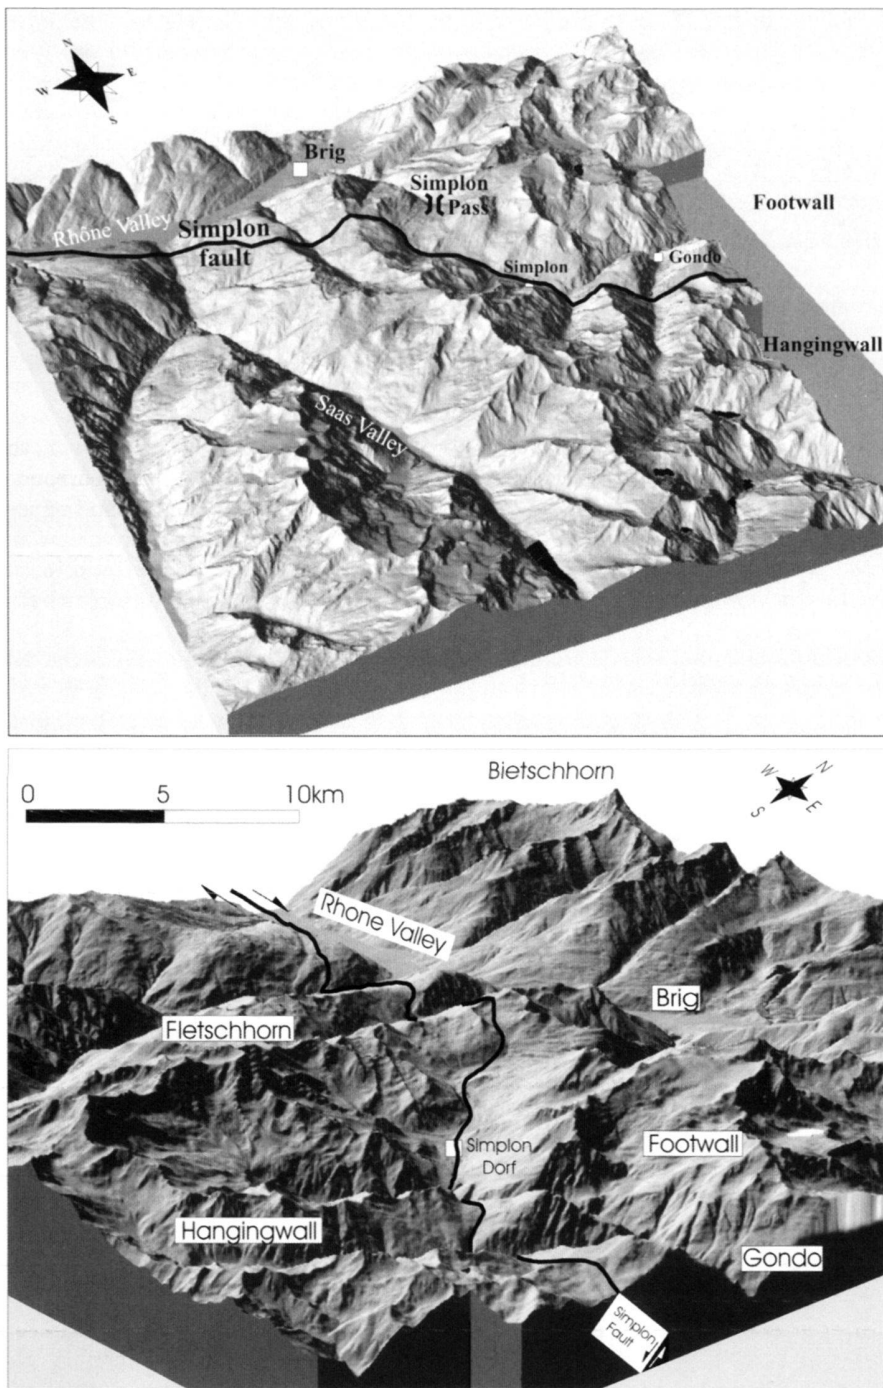 N
W
E
S
Brig
Simplon
Pass
Footwall
Rhône Valley
Simplon
fault
Simplon
Gondo
Hangingwall
Saas Valley
Bietschhorn
0 5 10km
W N
S E
Rhone Valley
Brig
Fletschhorn
Simplon
Dorf
Footwall
Hangingwall
Gondo
Simplon
Fault